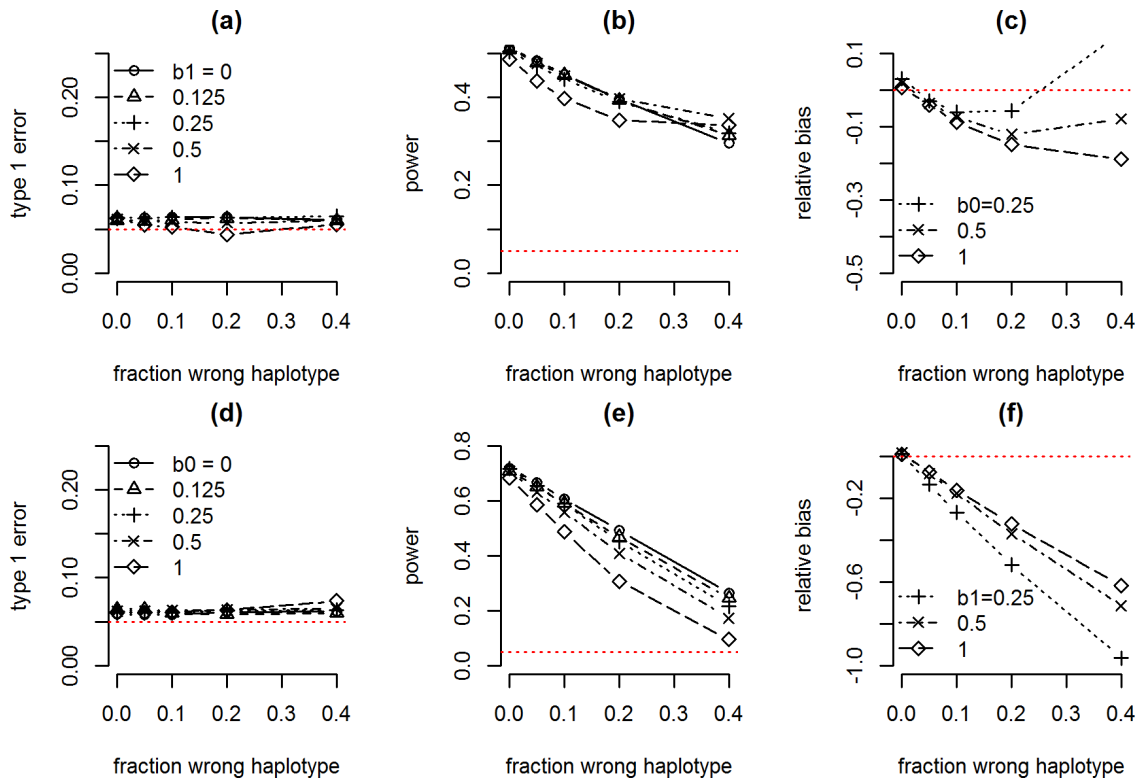 (a)
type 1 error
0.00
0.10
0.20
b1 = 0
0.125
0.25
0.5
1
0.0 0.1 0.2 0.3 0.4
fraction wrong haplotype
(b)
power
0.0
0.2
0.4
0.0 0.1 0.2 0.3 0.4
fraction wrong haplotype
(c)
relative bias
-0.5
-0.3
-0.1
0.1
b0=0.25
0.5
1
0.0 0.1 0.2 0.3 0.4
fraction wrong haplotype
(d)
type 1 error
0.00
0.10
0.20
b0 = 0
0.125
0.25
0.5
1
0.0 0.1 0.2 0.3 0.4
fraction wrong haplotype
(e)
power
0.0
0.2
0.4
0.6
0.8
0.0 0.1 0.2 0.3 0.4
fraction wrong haplotype
(f)
relative bias
-1.0
-0.6
-0.2
b1=0.25
0.5
1
0.0 0.1 0.2 0.3 0.4
fraction wrong haplotype